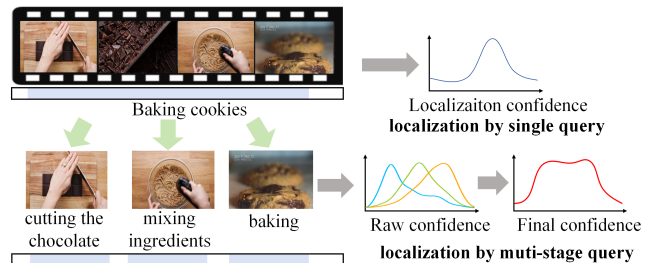 Baking cookies
Localizaiton confidence
localization by single query
cutting the
chocolate
mixing
ingredients
baking
Raw confidence
Final confidence
localization by muti-stage query